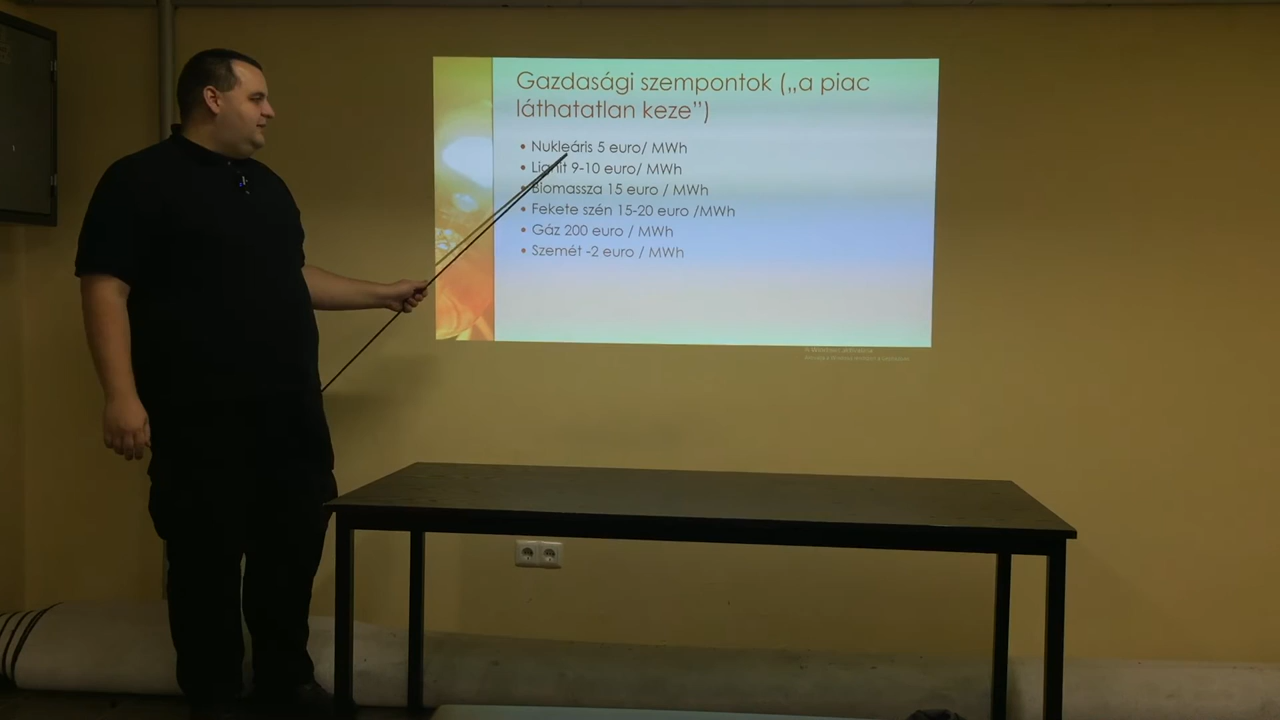 Gazdasági szempontok („a piac
láthatatlan keze”)
• Nukleáris 5 euro/ MWh
• Lignit 9-10 euro/ MWh
• Biomassza 15 euro / MWh
• Fekete szén 15-20 euro /MWh
• Gáz 200 euro / MWh
• Szemét -2 euro / MWh